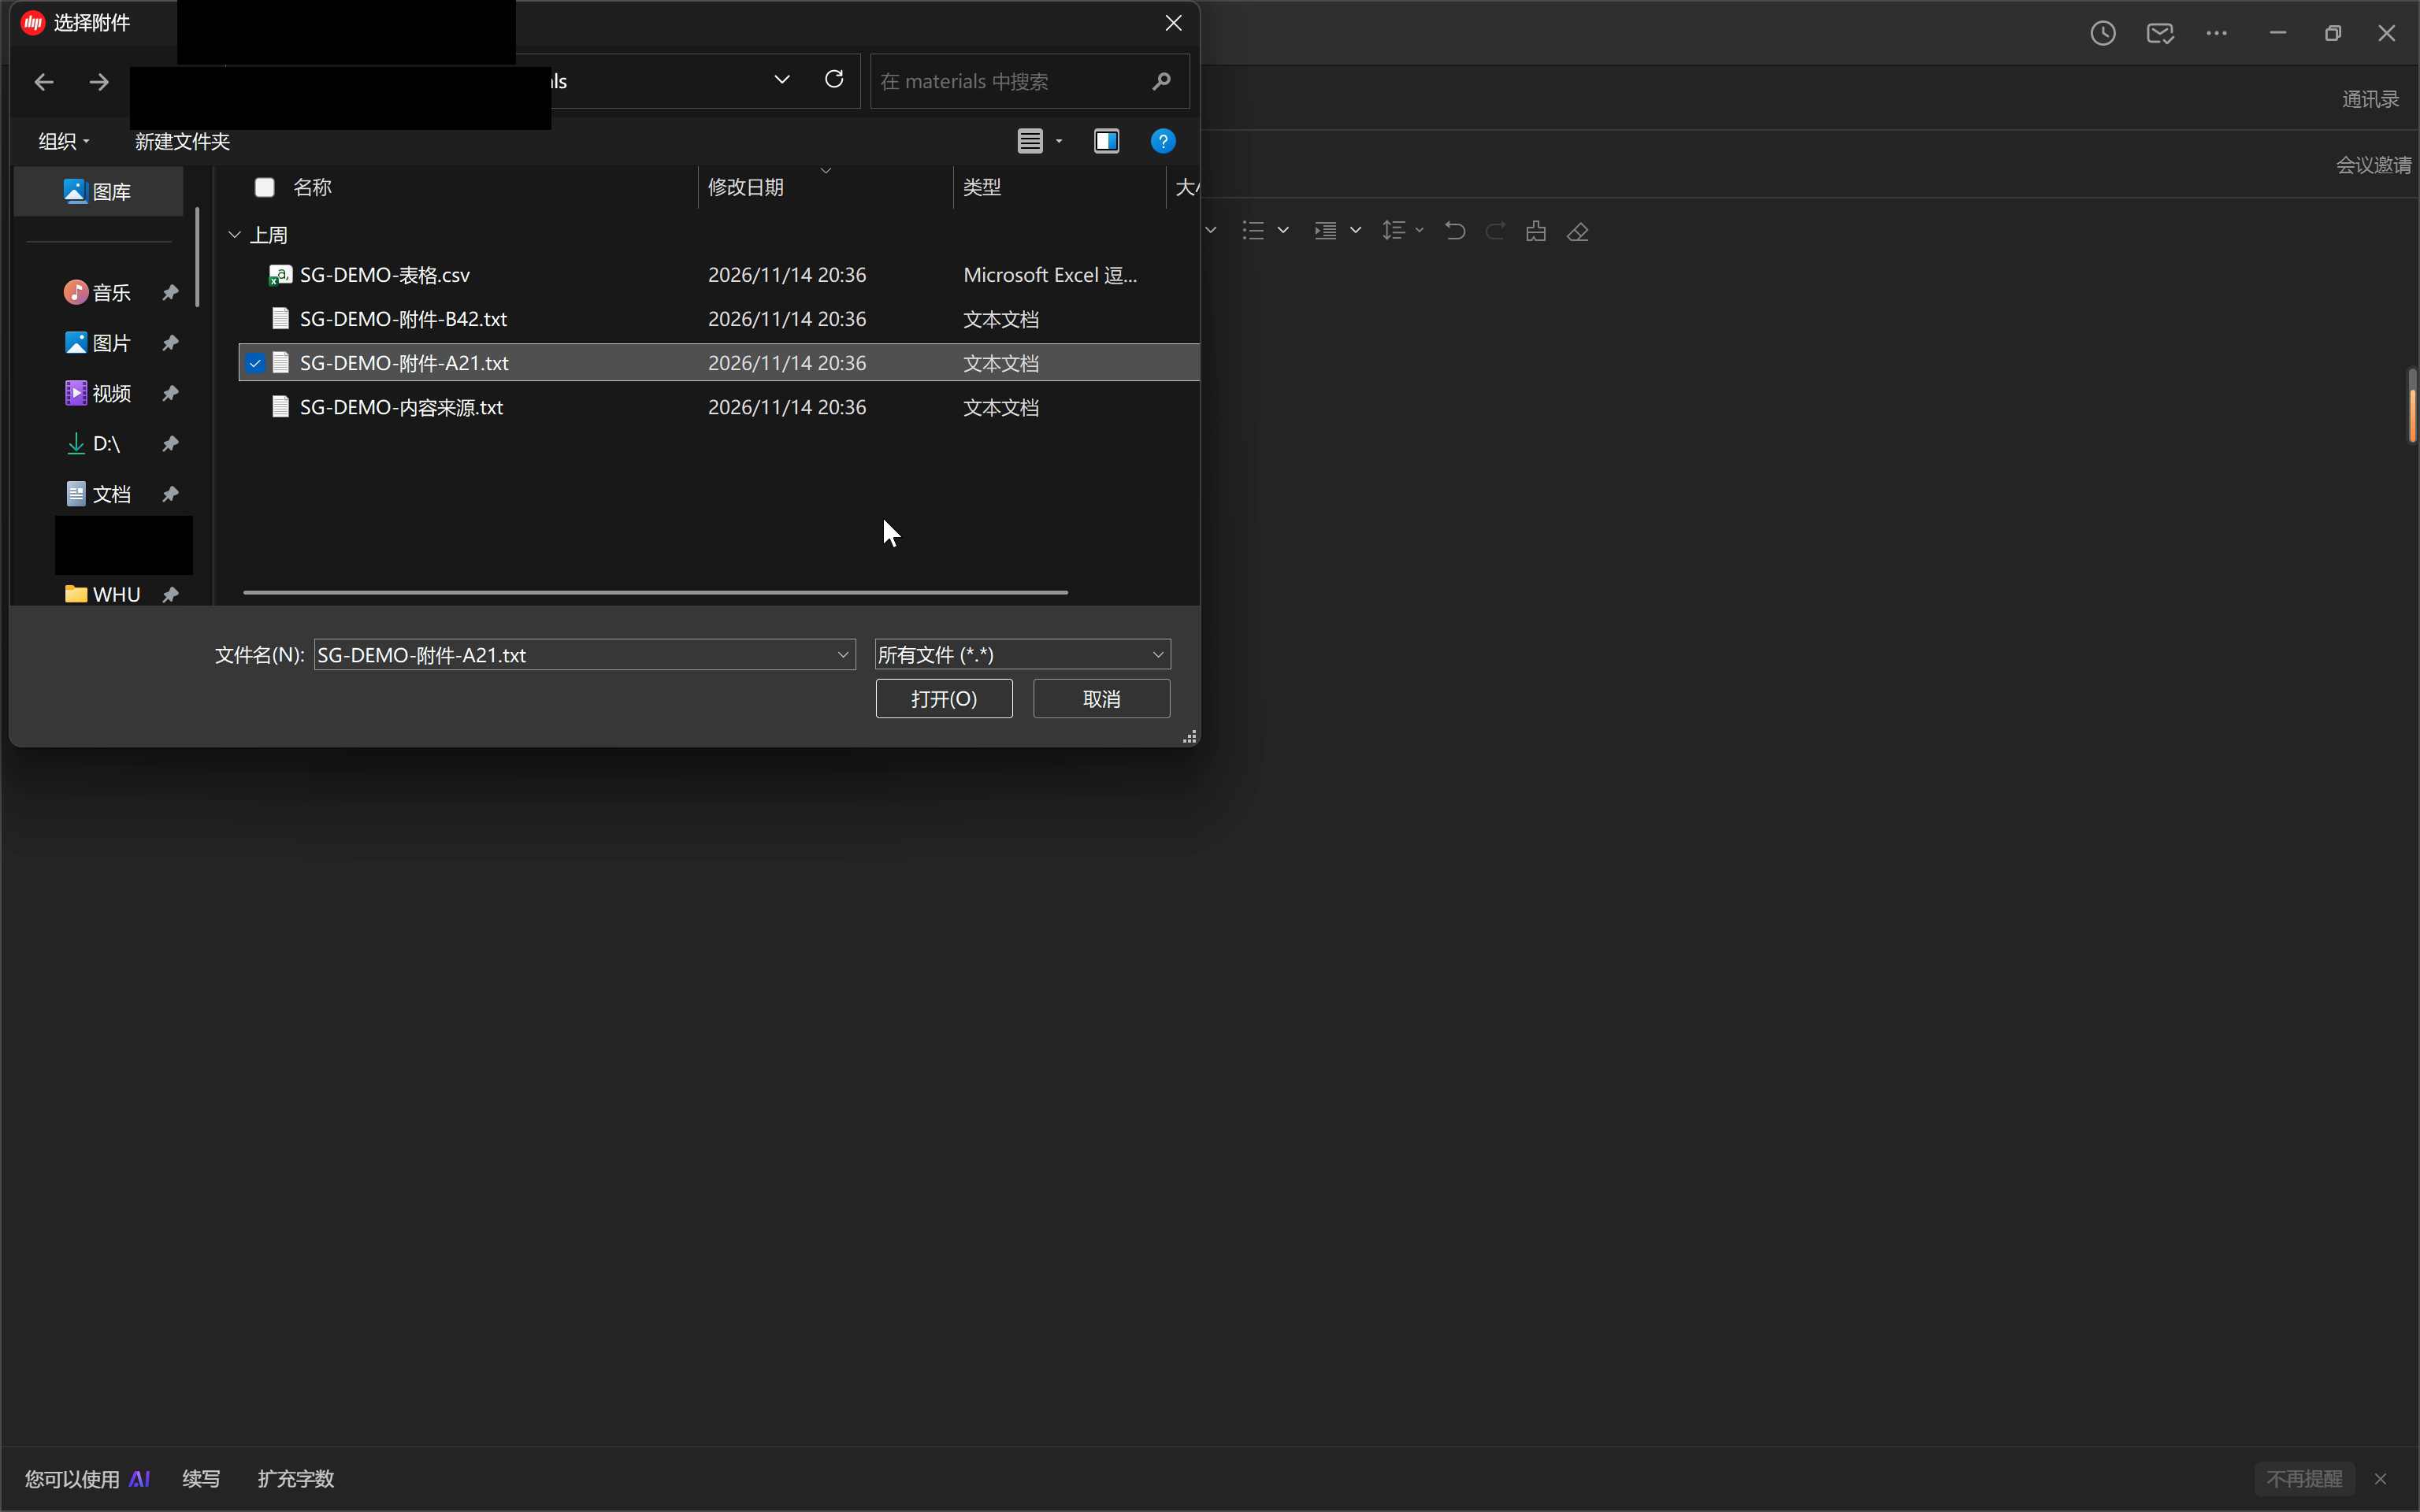 选择附件
ls
在 materials 中搜索
通讯录
组织
新建文件夹
会议邀请
图库
名称
修改日期
类型
上周
SG-DEMO-表格.csv
2026/11/14 20:36
Microsoft Excel 逗...
音乐
SG-DEMO-附件-B42.txt
2026/11/14 20:36
文本文档
图片
SG-DEMO-附件-A21.txt
2026/11/14 20:36
文本文档
视频
SG-DEMO-内容来源.txt
2026/11/14 20:36
文本文档
D:\
文档
WHU
文件名(N):
SG-DEMO-附件-A21.txt
所有文件 (*.*)
打开(O)
取消
您可以使用 AI
续写
扩充字数
不再提醒